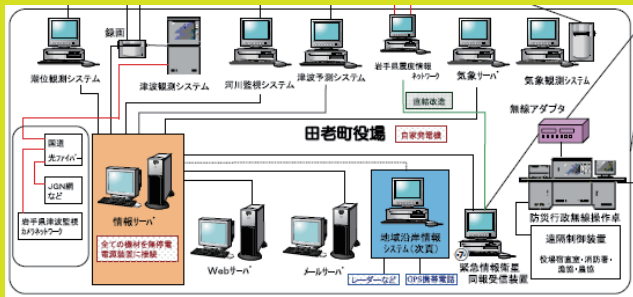 録画
潮位観測システム
津波観測システム
河川監視システム
津波予測システム
岩手県震度情報
ネットワーク
気象サーバ
気象観測システム
直結改造
無線アダプタ
田老町役場
自家発電機
国道
光ファイバー
JGN網
など
岩手県津波監視
カメラネットワーク
情報サーバ
全ての機材を無停電
電源装置に接続
Webサーバ
メールサーバ
地域沿岸情報
システム(次頁)
レーダーなど
GPS携帯電話
緊急情報衛星
同報受信装置
防災行政無線操作卓
遠隔制御装置
役場宿直室・消防署・
漁協・農協